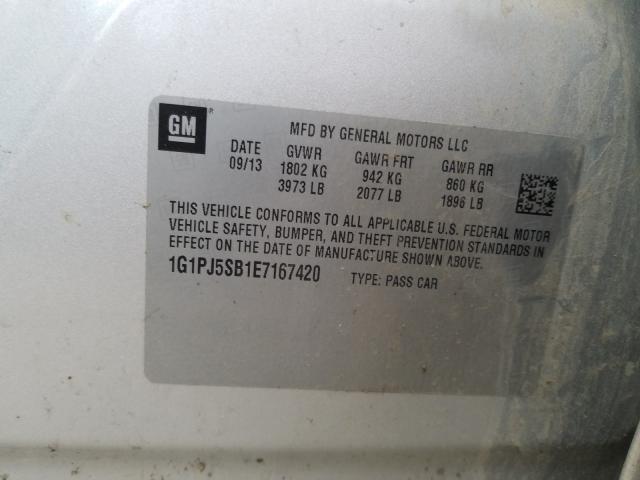 GM
MFD BY GENERAL MOTORS LLC
DATE GVWR GAWR FRT GAWR RR
09/13 1802 KG 942 KG 860 KG
3973 LB 2077 LB 1896 LB
THIS VEHICLE CONFORMS TO ALL APPLICABLE U.S. FEDERAL MOTOR
VEHICLE SAFETY, BUMPER, AND THEFT PREVENTION STANDARDS IN
EFFECT ON THE DATE OF MANUFACTURE SHOWN ABOVE.
1G1PJ5SB1E7167420 TYPE: PASS CAR